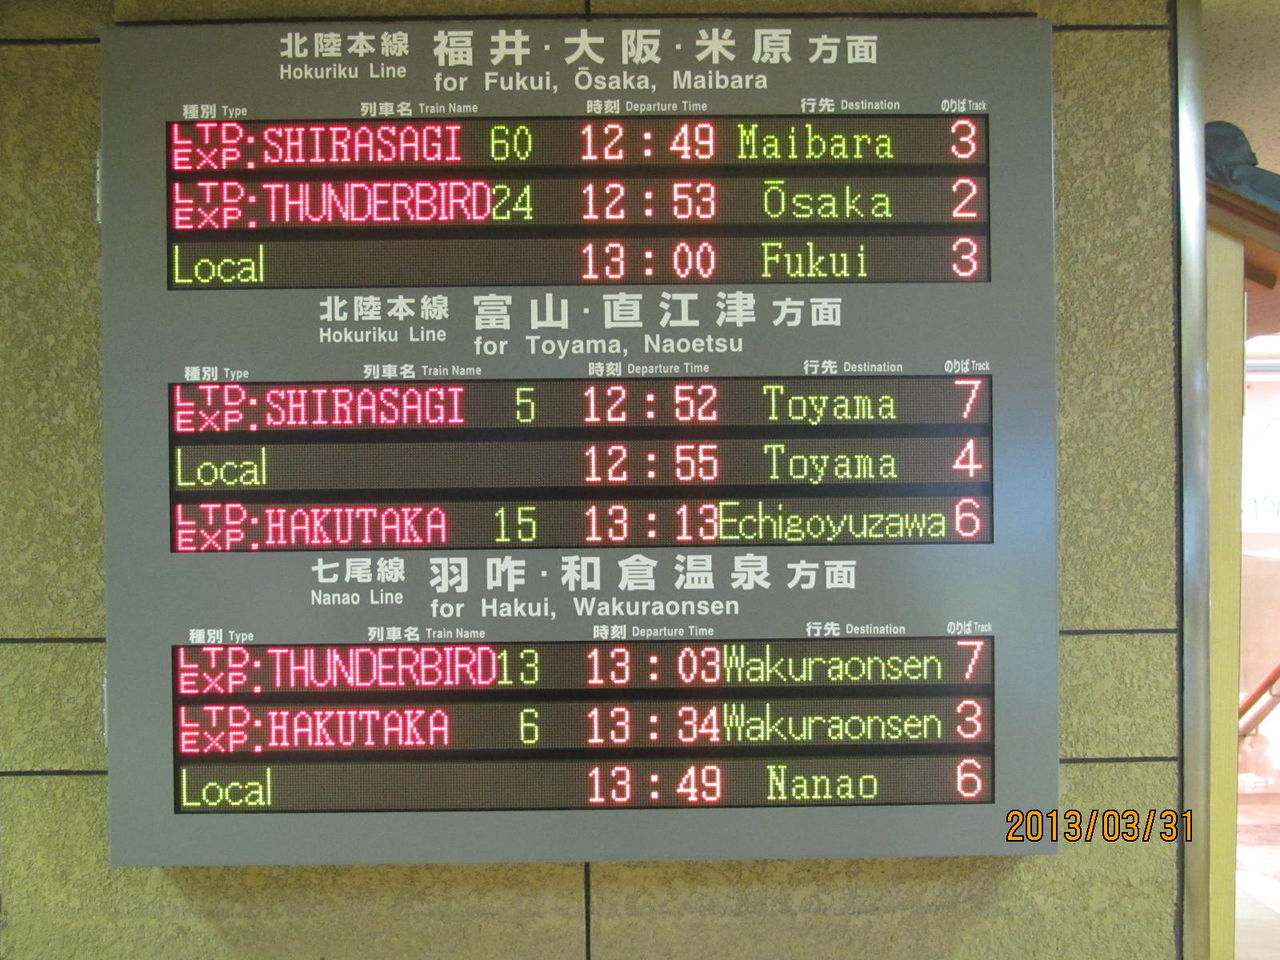 北陸本線 福井・大阪・米原 方面
Hokuriku Line for Fukui, Ōsaka, Maibara
種別 Type 列車名 Train Name 時刻 Departure Time 行先 Destination のりば Track
LTD. EXP. SHIRASAGI 60 12:49 Maibara 3
LTD. EXP. THUNDERBIRD 24 12:53 Ōsaka 2
Local 13:00 Fukui 3
北陸本線 富山・直江津 方面
Hokuriku Line for Toyama, Naoetsu
種別 Type 列車名 Train Name 時刻 Departure Time 行先 Destination のりば Track
LTD. EXP. SHIRASAGI 5 12:52 Toyama 7
Local 12:55 Toyama 4
LTD. EXP. HAKUTAKA 15 13:13 Echigoyuzawa 6
七尾線 羽咋・和倉温泉 方面
Nanao Line for Hakui, Wakuraonsen
種別 Type 列車名 Train Name 時刻 Departure Time 行先 Destination のりば Track
LTD. EXP. THUNDERBIRD 13 13:03 Wakuraonsen 7
LTD. EXP. HAKUTAKA 6 13:34 Wakuraonsen 3
Local 13:49 Nanao 6
2013/03/31